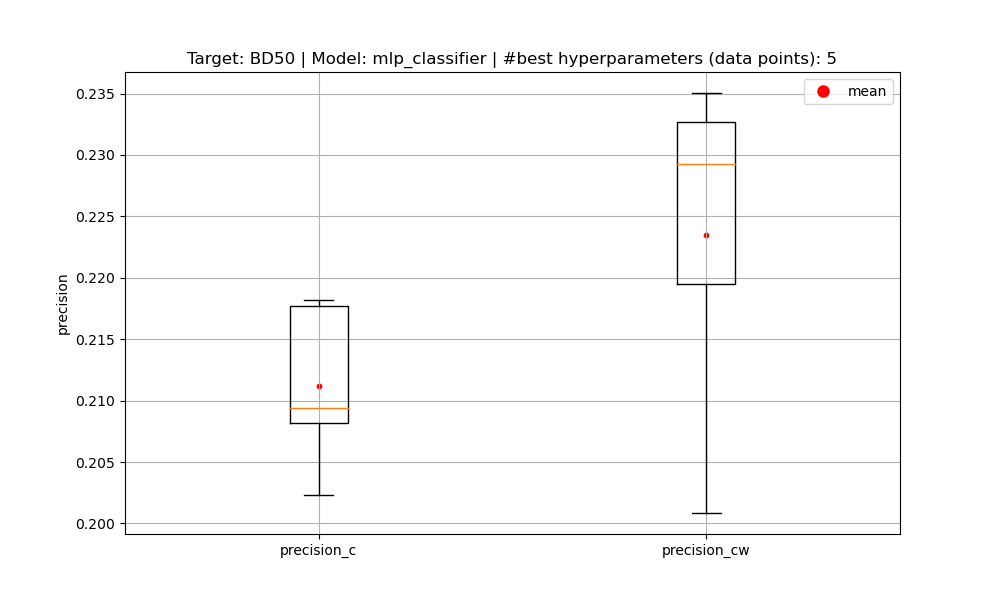 Target: BD50 | Model: mlp_classifier | #best hyperparameters (data points): 5
mean
precision
0.235
0.230
0.225
0.220
0.215
0.210
0.205
0.200
precision_c
precision_cw